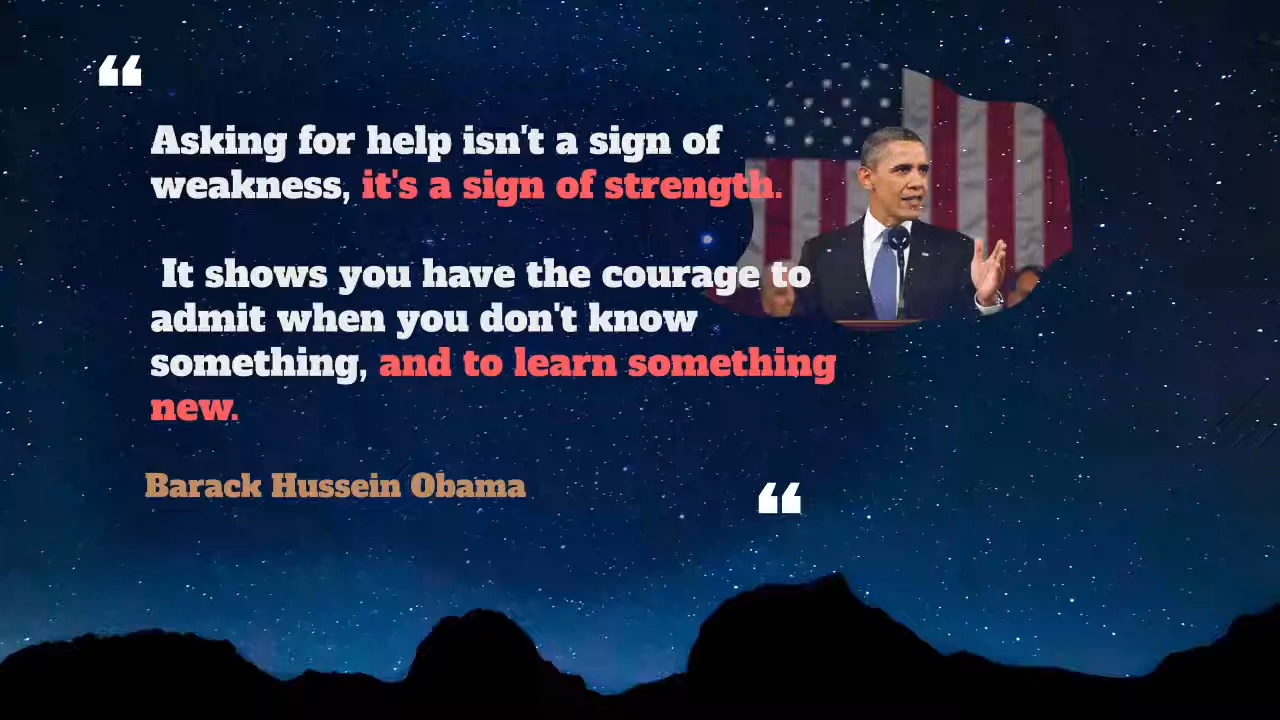 ❝
Asking for help isn't a sign of
weakness, it's a sign of strength.
It shows you have the courage to
admit when you don't know
something, and to learn something
new.
Barack Hussein Obama
❝